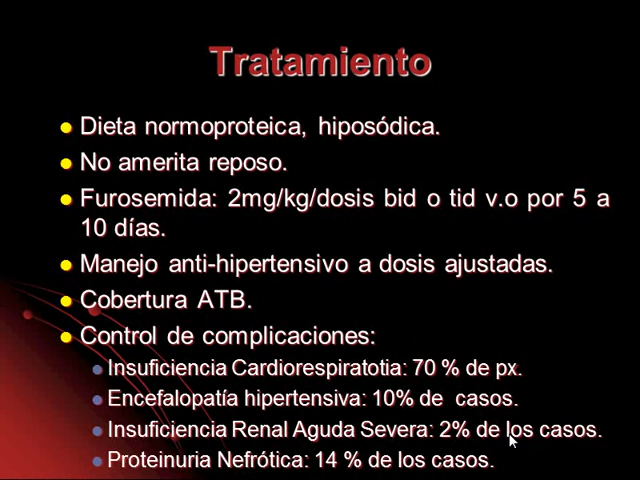 Tratamiento
Dieta normoproteica, hiposódica.
No amerita reposo.
Furosemida: 2mg/kg/dosis bid o tid v.o por 5 a
10 días.
Manejo anti-hipertensivo a dosis ajustadas.
Cobertura ATB.
Control de complicaciones:
Insuficiencia Cardiorespiratotia: 70 % de px.
Encefalopatía hipertensiva: 10% de casos.
Insuficiencia Renal Aguda Severa: 2% de los casos.
Proteinuria Nefrótica: 14 % de los casos.